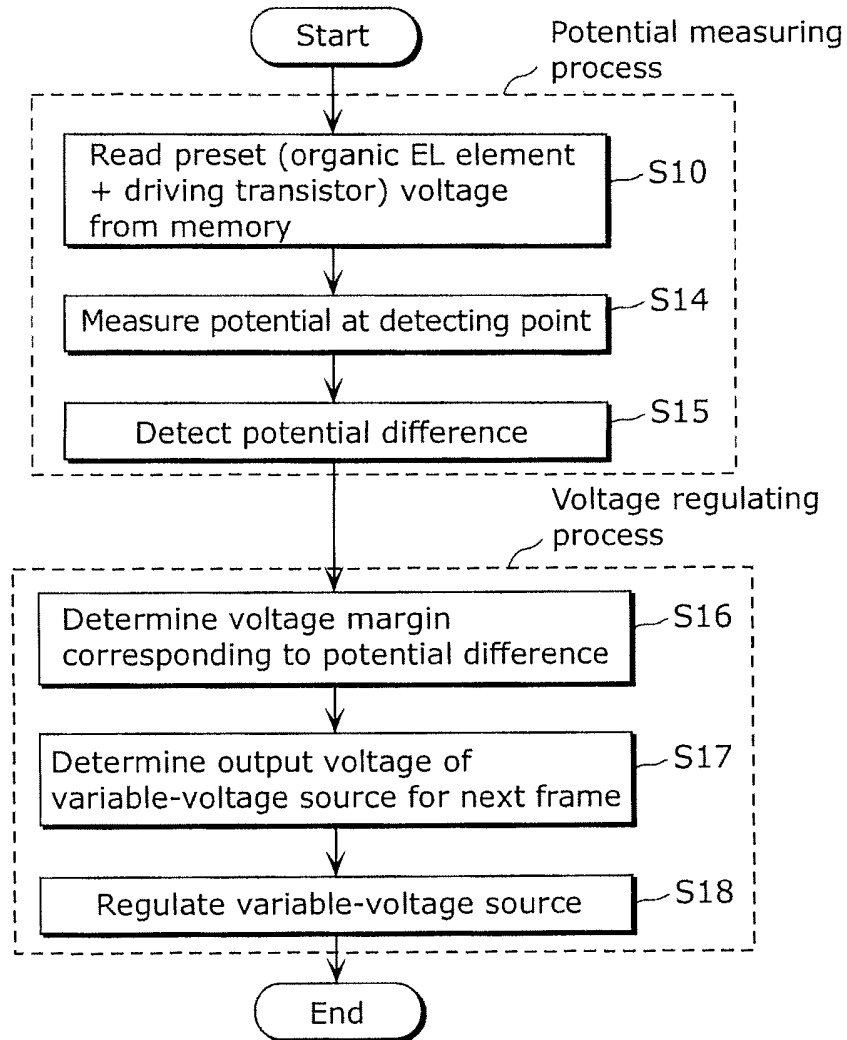 Start
Potential measuring
process
Read preset (organic EL element
+ driving transistor) voltage
from memory
S10
Measure potential at detecting point
S14
Detect potential difference
S15
Voltage regulating
process
Determine voltage margin
corresponding to potential difference
S16
Determine output voltage of
variable-voltage source for next frame
S17
Regulate variable-voltage source
S18
End